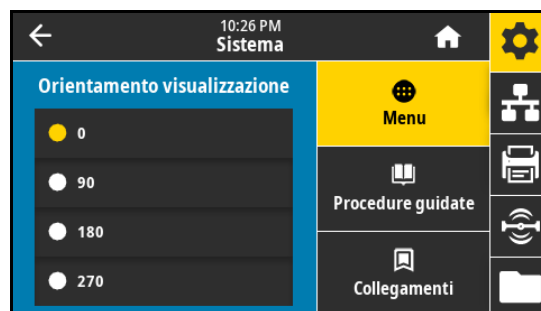 10:26 PM
Sistema
Orientamento visualizzazione
0
90
180
270
Menu
Procedure guidate
Collegamenti